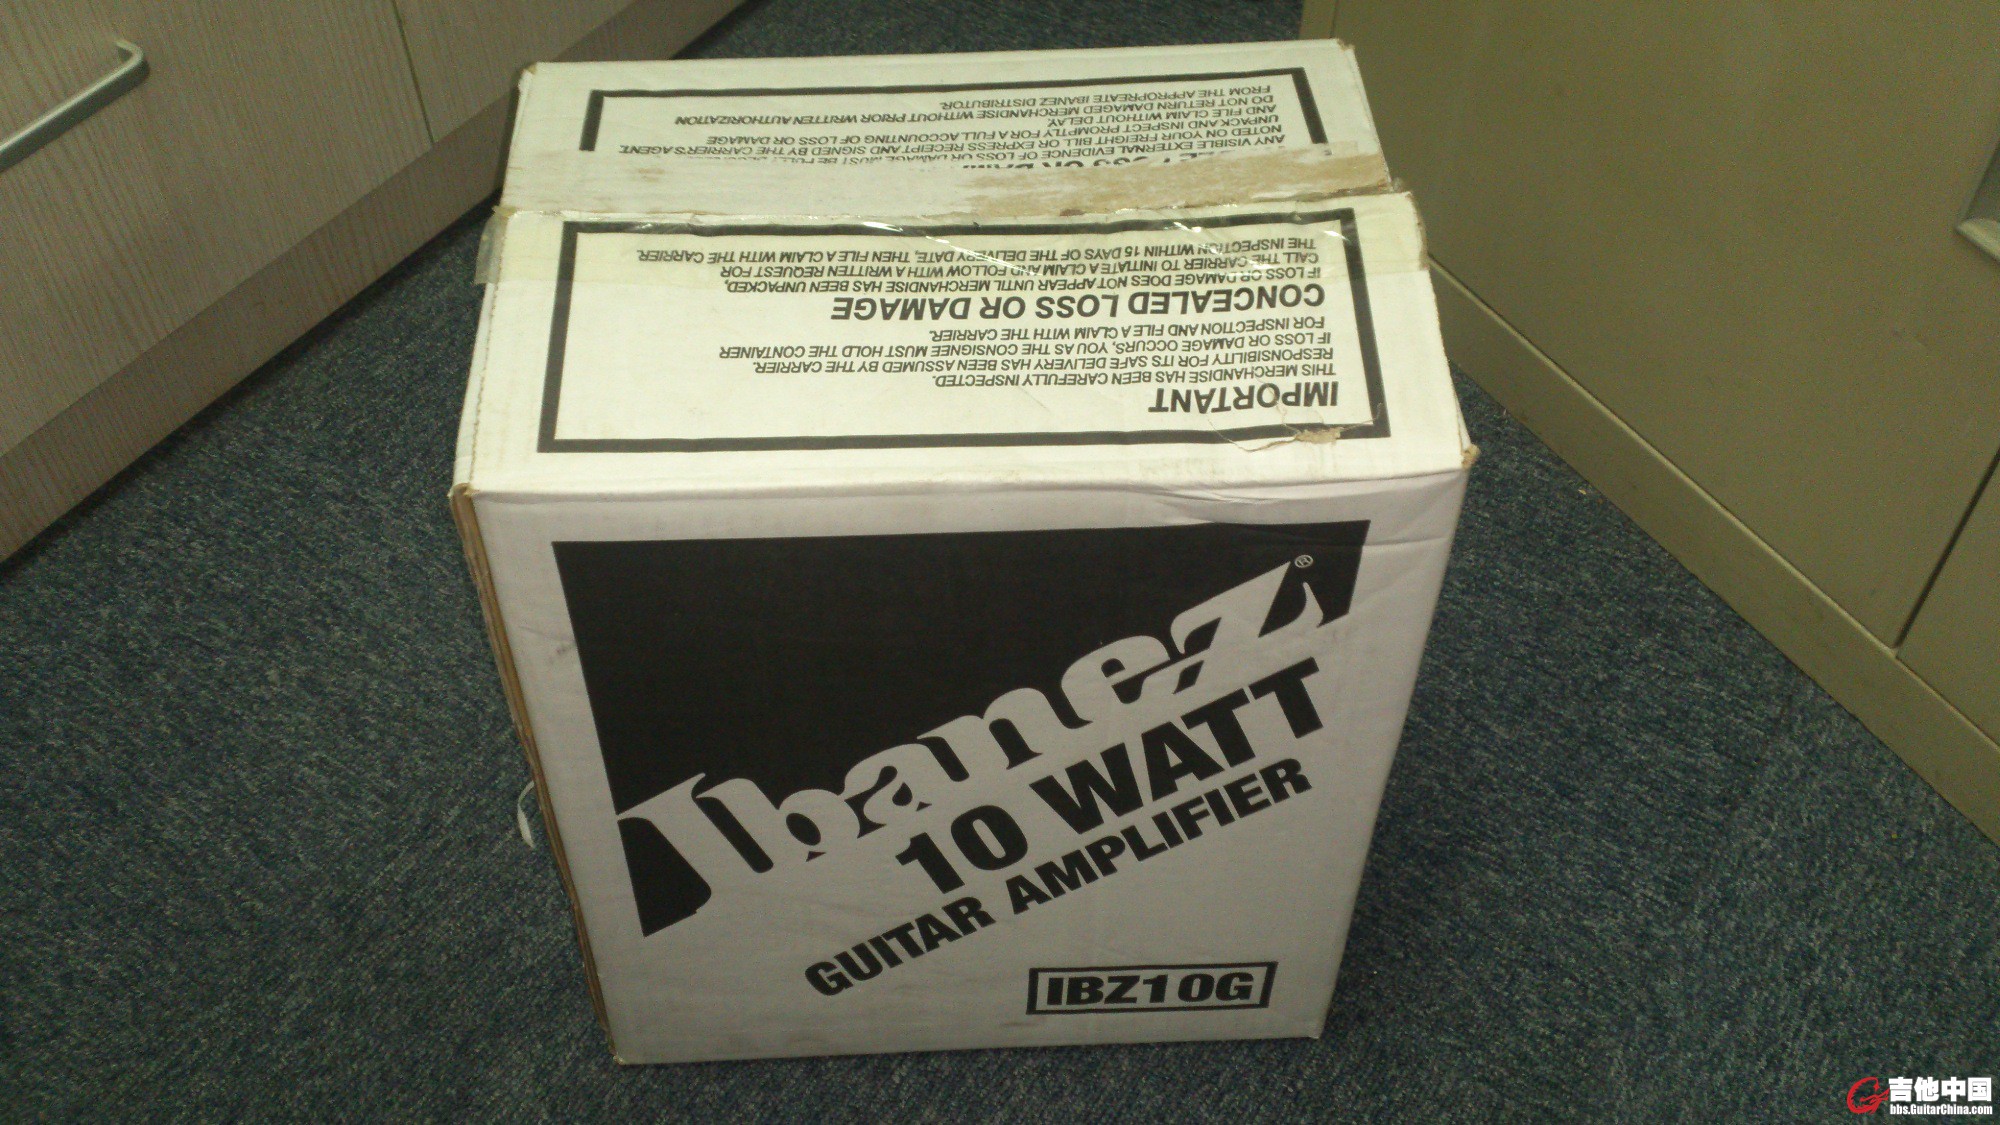 IMPORTANT
THIS MERCHANDISE HAS BEEN CAREFULLY INSPECTED.
RESPONSIBILITY FOR ITS SAFE DELIVERY HAS BEEN ASSUMED BY THE CARRIER.
IF LOSS OR DAMAGE OCCURS, YOU AS THE CONSIGNEE MUST HOLD THE CONTAINER
FOR INSPECTION AND FILE A CLAIM WITH THE CARRIER.
CONCEALED LOSS OR DAMAGE
IF LOSS OR DAMAGE DOES NOT APPEAR UNTIL MERCHANDISE HAS BEEN UNPACKED,
CALL THE CARRIER TO INITIATE A CLAIM AND FOLLOW WITH A WRITTEN REQUEST FOR
THE INSPECTION WITHIN 15 DAYS OF THE DELIVERY DATE, THEN FILE A CLAIM WITH THE CARRIER.
LOSS OR
ANY VISIBLE EXTERNAL EVIDENCE OF LOSS OR DAMAGE MUST BE FULLY
NOTED ON YOUR FREIGHT BILL OR EXPRESS RECEIPT AND SIGNED BY THE CARRIER'S AGENT.
UNPACK AND INSPECT PROMPTLY FOR A FULL ACCOUNTING OF LOSS OR DAMAGE
AND FILE CLAIM WITHOUT DELAY.
DO NOT RETURN DAMAGED MERCHANDISE WITHOUT PRIOR WRITTEN AUTHORIZATION
FROM THE APPROPREATE IBANEZ DISTRIBUTOR.
Ibanez®
10 WATT
GUITAR AMPLIFIER
IBZ10G
吉他中国
bbs.GuitarChina.com